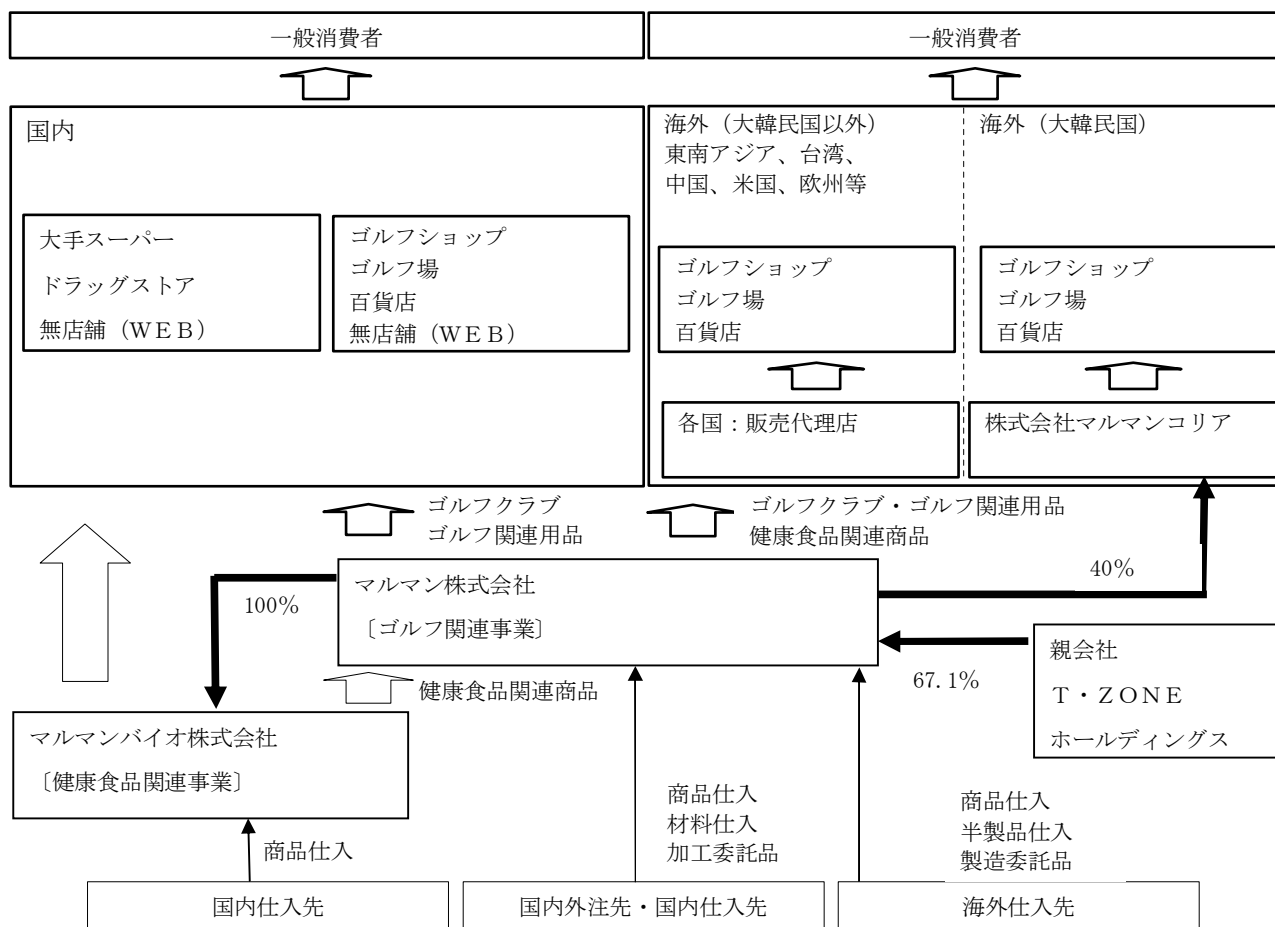 一般消費者
一般消費者
国内
大手スーパー
ドラッグストア
無店舗（ＷＥＢ）
ゴルフショップ
ゴルフ場
百貨店
無店舗（ＷＥＢ）
海外（大韓民国以外）
東南アジア、台湾、
中国、米国、欧州等
海外（大韓民国）
ゴルフショップ
ゴルフ場
百貨店
ゴルフショップ
ゴルフ場
百貨店
各国：販売代理店
株式会社マルマンコリア
ゴルフクラブ
ゴルフ関連用品
ゴルフクラブ・ゴルフ関連用品
健康食品関連商品
100％
マルマン株式会社
〔ゴルフ関連事業〕
40％
67.1％
親会社
Ｔ・ＺＯＮＥ
ホールディングス
健康食品関連商品
マルマンバイオ株式会社
〔健康食品関連事業〕
商品仕入
商品仕入
材料仕入
加工委託品
商品仕入
半製品仕入
製造委託品
国内仕入先
国内外注先・国内仕入先
海外仕入先